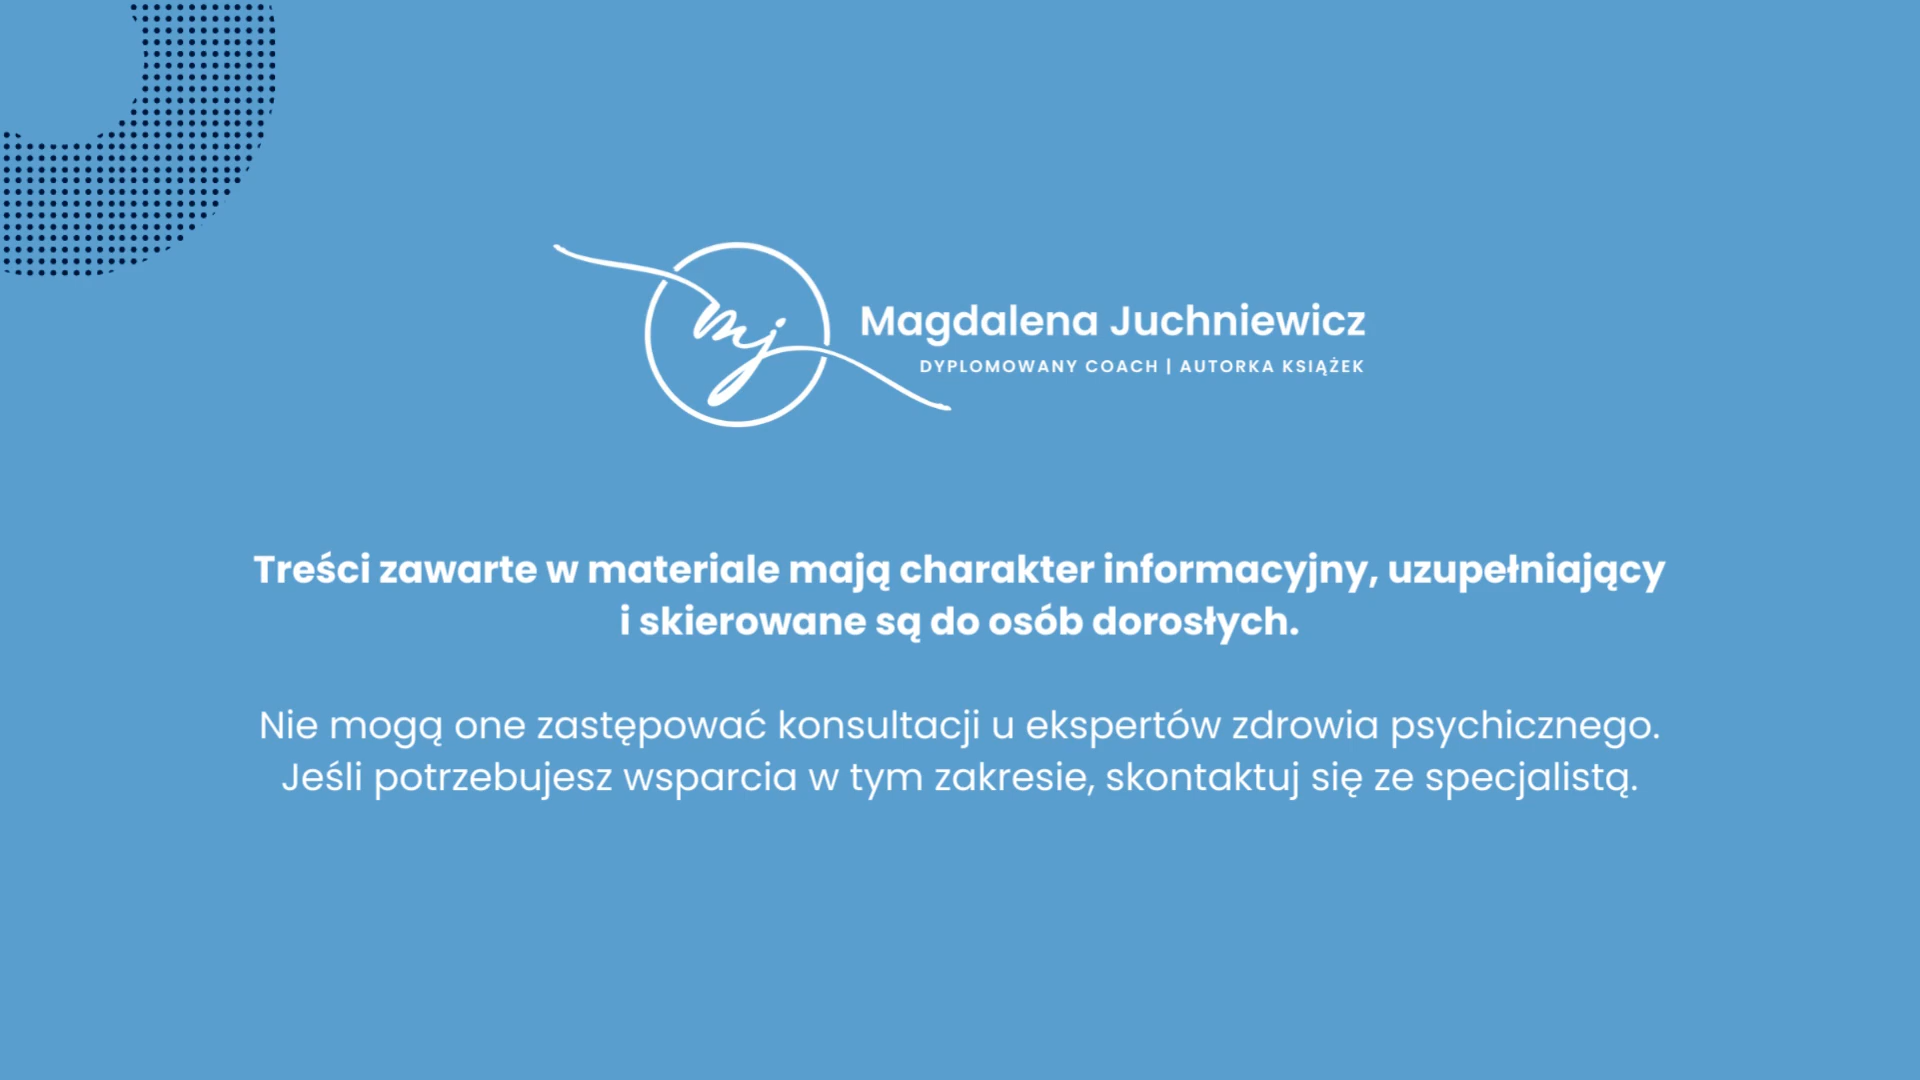 mj
Magdalena Juchniewicz
DYPLOMOWANY COACH | AUTORKA KSIĄŻEK
Treści zawarte w materiale mają charakter informacyjny, uzupełniający
i skierowane są do osób dorosłych.
Nie mogą one zastępować konsultacji u ekspertów zdrowia psychicznego.
Jeśli potrzebujesz wsparcia w tym zakresie, skontaktuj się ze specjalistą.